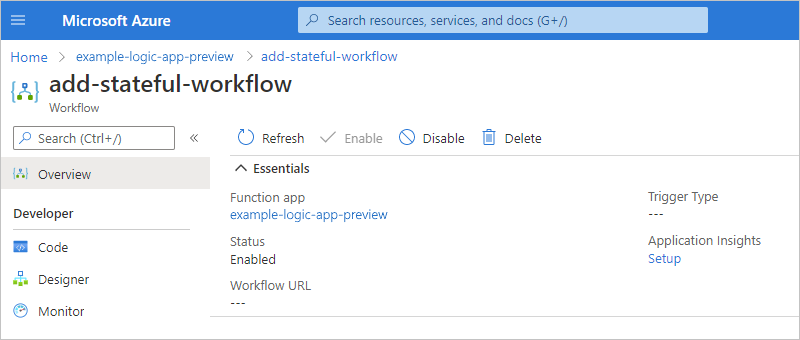 Microsoft Azure
Search resources, services, and docs (G+/)
Home > example-logic-app-preview > add-stateful-workflow
add-stateful-workflow
Workflow
Search (Ctrl+/)
«
Refresh Enable Disable Delete
Overview
Essentials
Function app
example-logic-app-preview
Trigger Type
---
Developer
Status
Enabled
Application Insights
Setup
Code
Designer
Workflow URL
---
Monitor